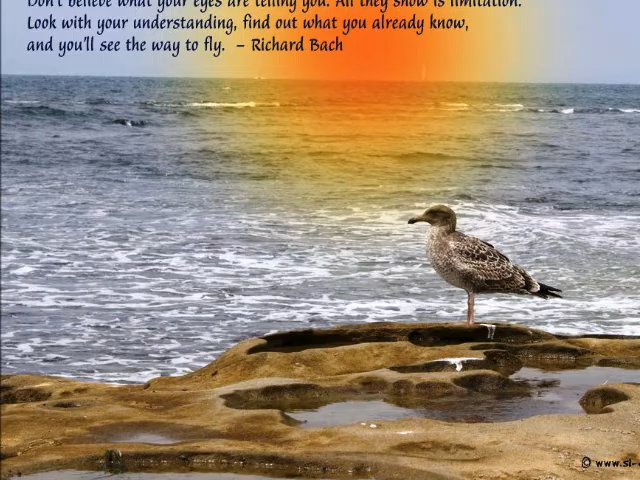 Don't believe what your eyes are telling you. All they show is limitation.
Look with your understanding, find out what you already know,
and you'll see the way to fly. – Richard Bach
© www.si-